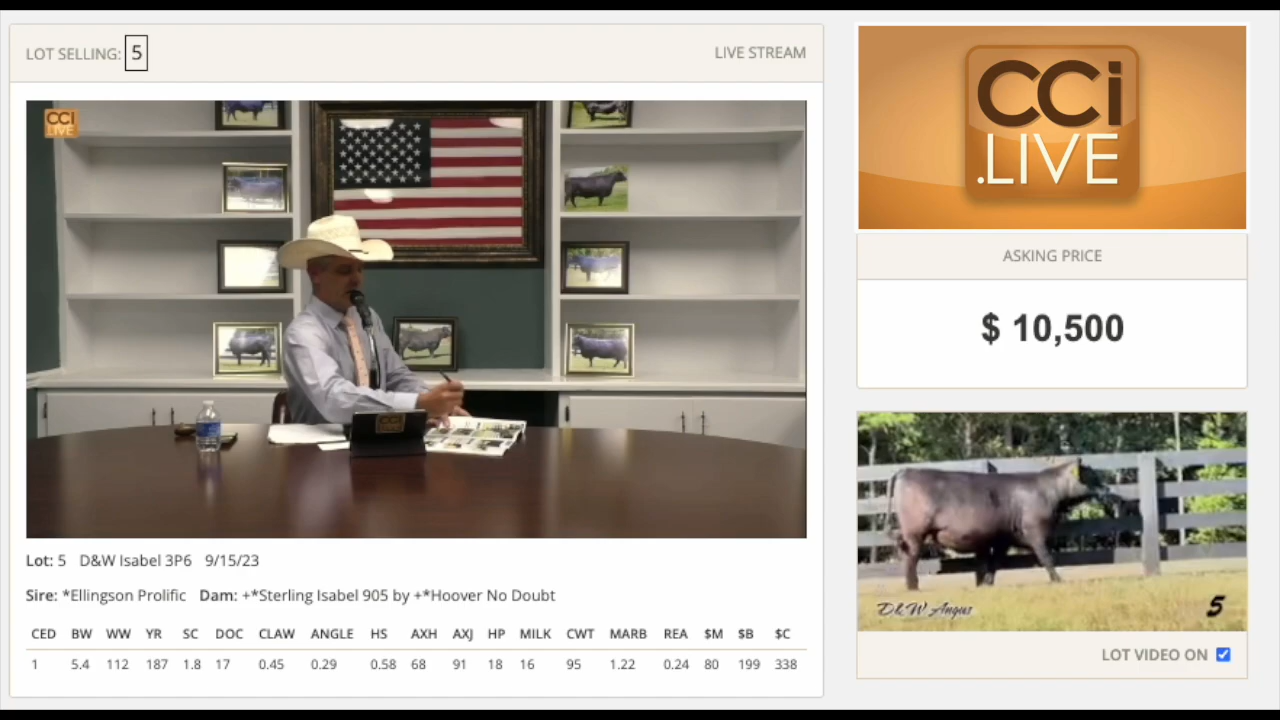 LOT SELLING: 5
LIVE STREAM
CCi
LIVE
CCi
.LIVE
ASKING PRICE
$ 10,500
CCi
Lot: 5 D&W Isabel 3P6 9/15/23
Sire: *Ellingson Prolific Dam: +*Sterling Isabel 905 by +*Hoover No Doubt
CED BW WW YR SC DOC CLAW ANGLE HS AXH AXJ HP MILK CWT MARB REA $M $B $C
1 5.4 112 187 1.8 17 0.45 0.29 0.58 68 91 18 16 95 1.22 0.24 80 199 338
D&W Angus
5
LOT VIDEO ON